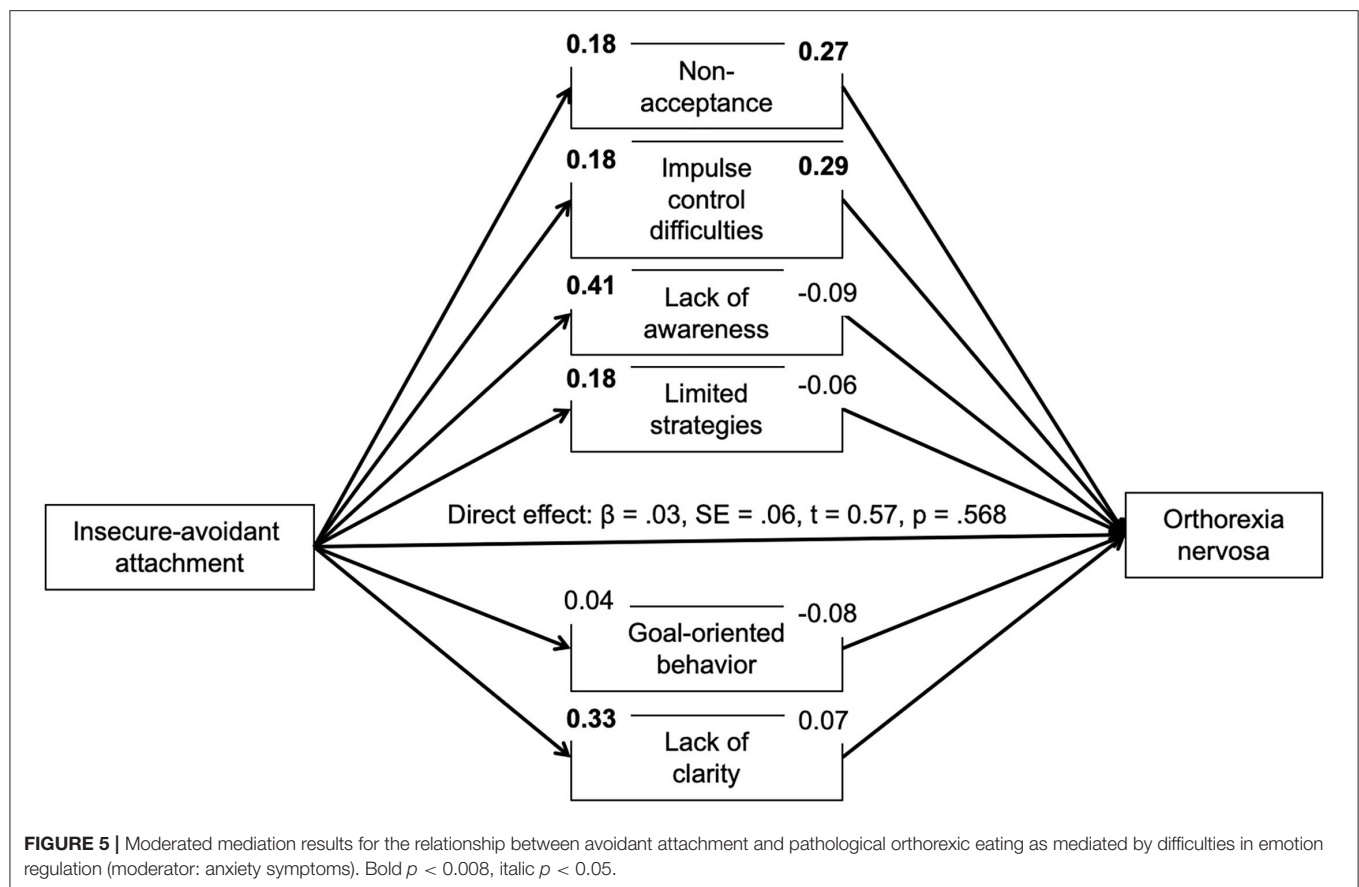 0.18
0.27
Non-
acceptance
0.18
0.29
Impulse
control
difficulties
0.41
-0.09
Lack of
awareness
0.18
-0.06
Limited
strategies
Direct effect: β = .03, SE = .06, t = 0.57, p = .568
Insecure-avoidant
attachment
Orthorexia
nervosa
0.04
-0.08
Goal-oriented
behavior
0.33
0.07
Lack of
clarity
FIGURE 5 | Moderated mediation results for the relationship between avoidant attachment and pathological orthorexic eating as mediated by difficulties in emotion
regulation (moderator: anxiety symptoms). Bold p < 0.008, italic p < 0.05.